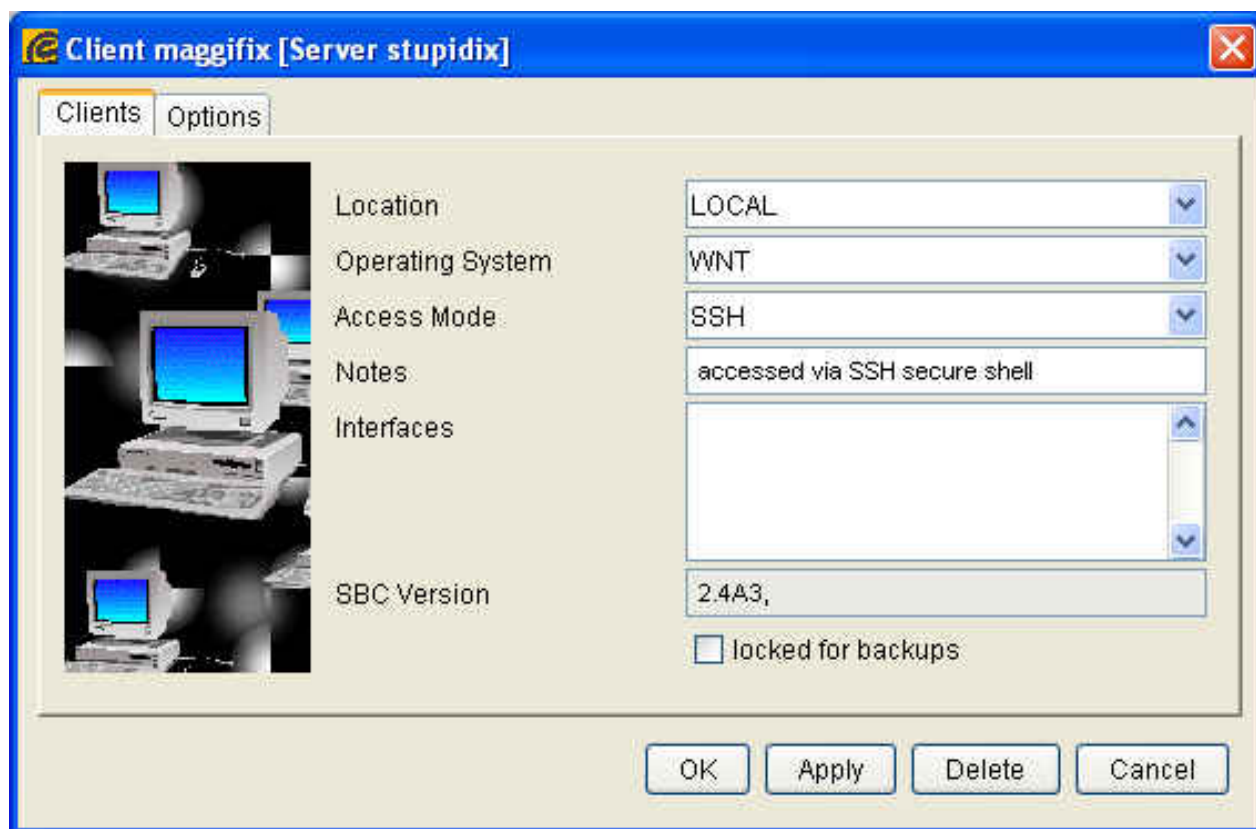 Client maggifix [Server stupidix]
Clients Options
Location LOCAL
Operating System WNT
Access Mode SSH
Notes accessed via SSH secure shell
Interfaces
SBC Version 2.4A3,
locked for backups
OK Apply Delete Cancel